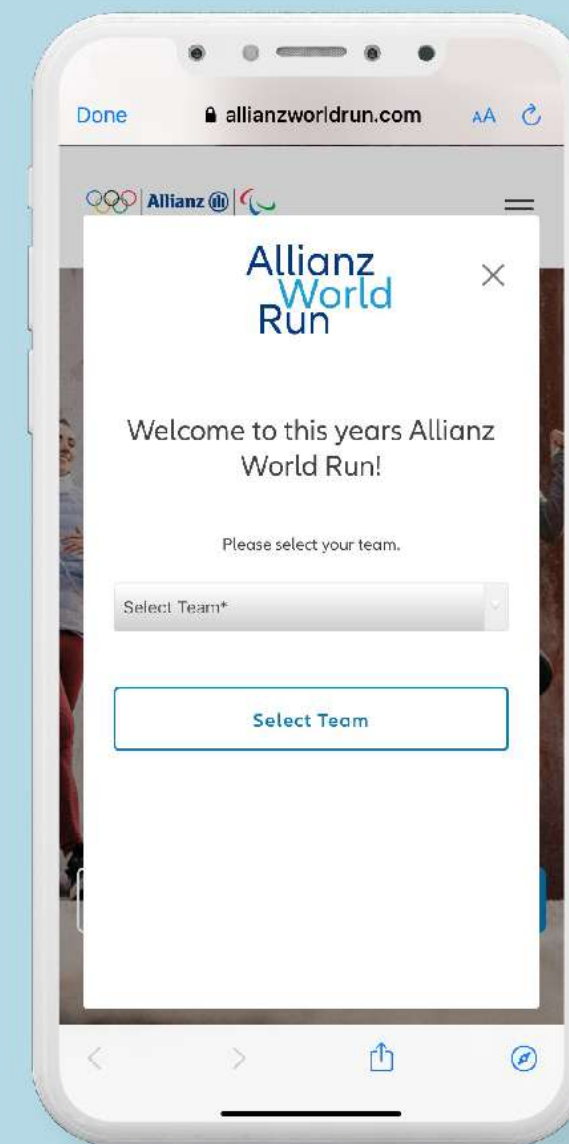 Done allianzworldrun.com AA
Allianz
Allianz
World
Run
Welcome to this years Allianz
World Run!
Please select your team.
Select Team*
Select Team